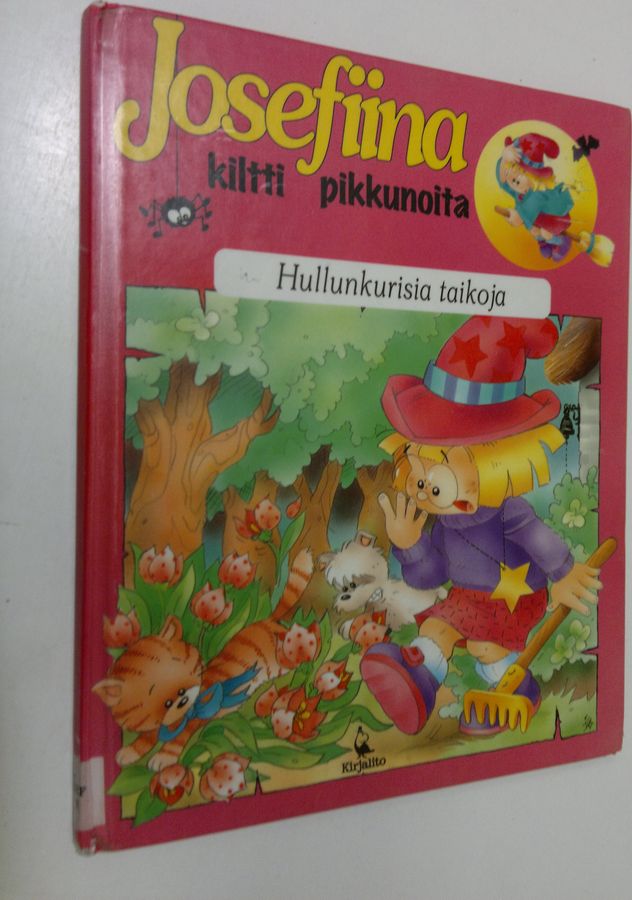 Josefiina
kiltti pikkunoita
Hullunkurisia taikoja
Kirjalito